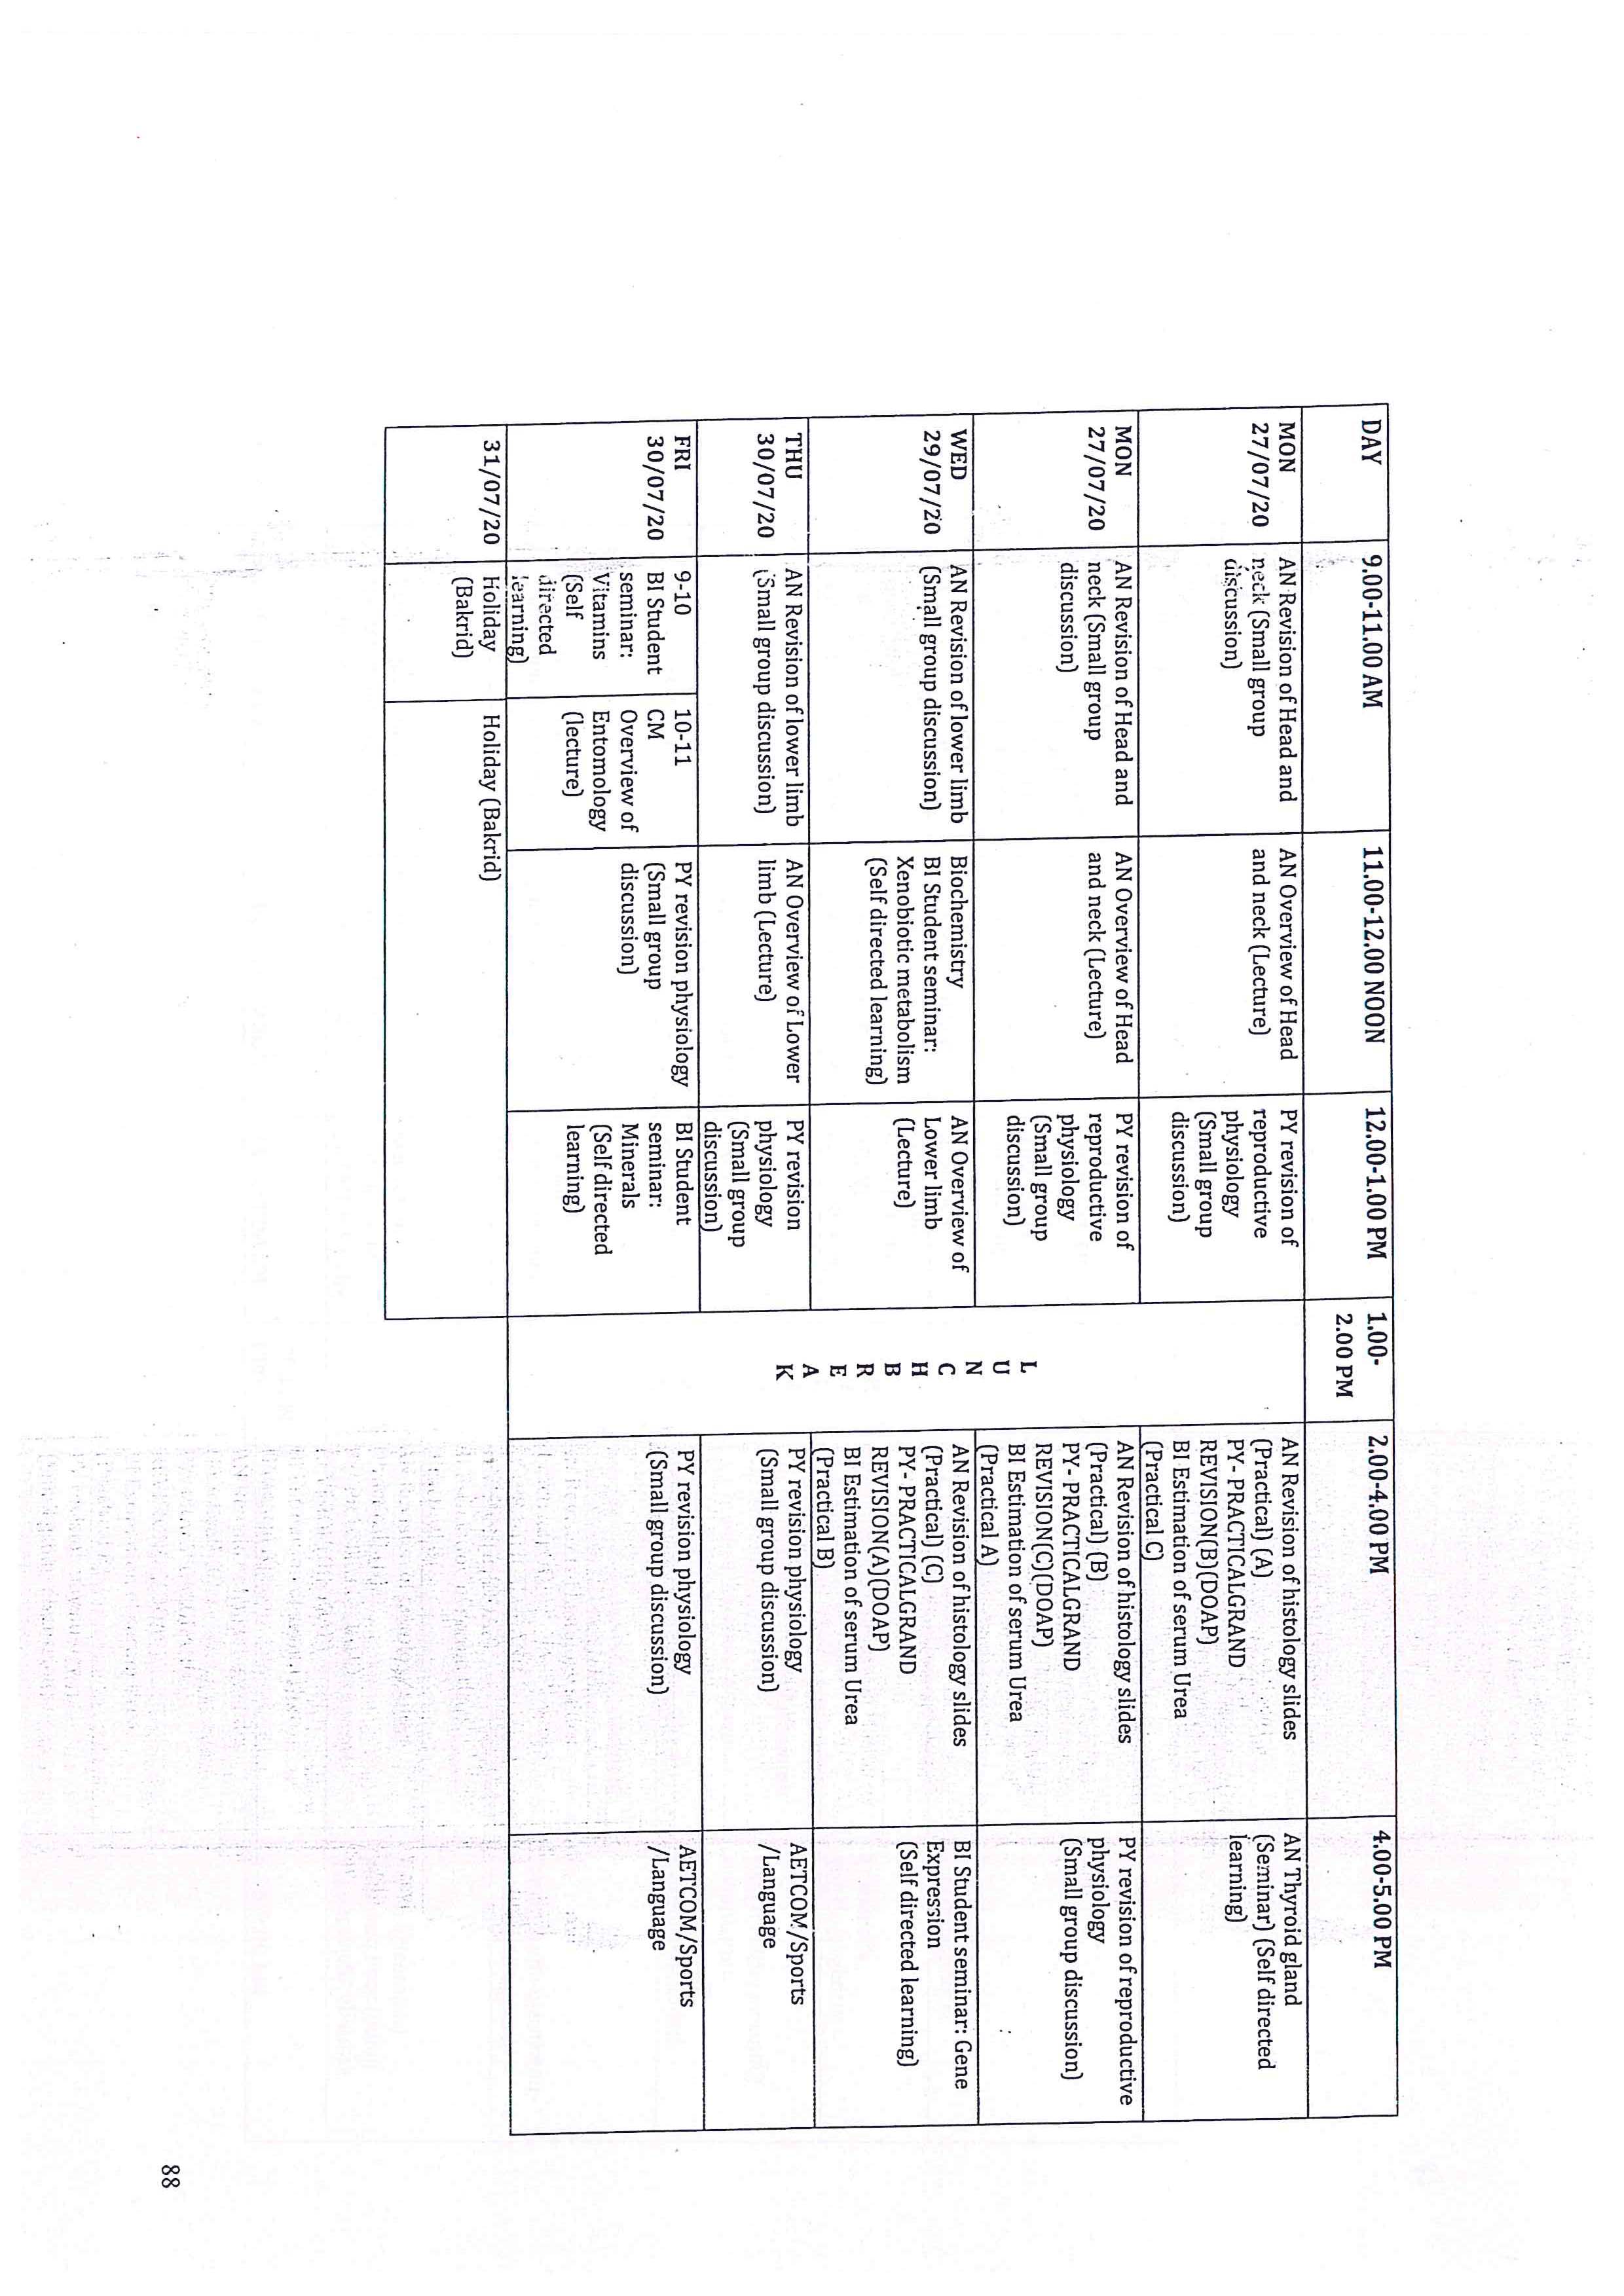 DAY
9.00-11.00 AM
11.00-12.00 NOON
12.00-1.00 PM
1.00-
2.00 PM
2.00-4.00 PM
4.00-5.00 PM
MON
27/07/20
AN Revision of Head and
neck (Small group
discussion)
AN Overview of Head
and neck (Lecture)
PY revision of
reproductive
physiology
(Small group
discussion)
L
U
N
C
H
B
R
E
A
K
AN Revision of histology slides
(Practical) (A)
PY- PRACTICALGRAND
REVISION(B)(DOAP)
BI Estimation of serum Urea
(Practical C)
AN Thyroid gland
(Seminar) (Self directed
learning)
MON
27/07/20
AN Revision of Head and
neck (Small group
discussion)
AN Overview of Head
and neck (Lecture)
PY revision of
reproductive
physiology
(Small group
discussion)
AN Revision of histology slides
(Practical) (B)
PY- PRACTICALGRAND
REVISION(C)(DOAP)
BI Estimation of serum Urea
(Practical A)
PY revision of reproductive
physiology
(Small group discussion)
WED
29/07/20
AN Revision of lower limb
(Small group discussion)
Biochemistry
BI Student seminar:
Xenobiotic metabolism
(Self directed learning)
AN Overview of
Lower limb
(Lecture)
AN Revision of histology slides
(Practical) (C)
PY- PRACTICALGRAND
REVISION(A)(DOAP)
BI Estimation of serum Urea
(Practical B)
BI Student seminar: Gene
Expression
(Self directed learning)
THU
30/07/20
AN Revision of lower limb
(Small group discussion)
AN Overview of Lower
limb (Lecture)
PY revision
physiology
(Small group
discussion)
PY revision physiology
(Small group discussion)
AETCOM/Sports
/Language
FRI
30/07/20
9-10
BI Student
seminar:
Vitamins
(Self
directed
learning)
10-11
CM
Overview of
Entomology
(lecture)
PY revision physiology
(Small group
discussion)
BI Student
seminar:
Minerals
(Self directed
learning)
PY revision physiology
(Small group discussion)
AETCOM/Sports
/Language
31/07/20
Holiday
(Bakrid)
Holiday (Bakrid)
88